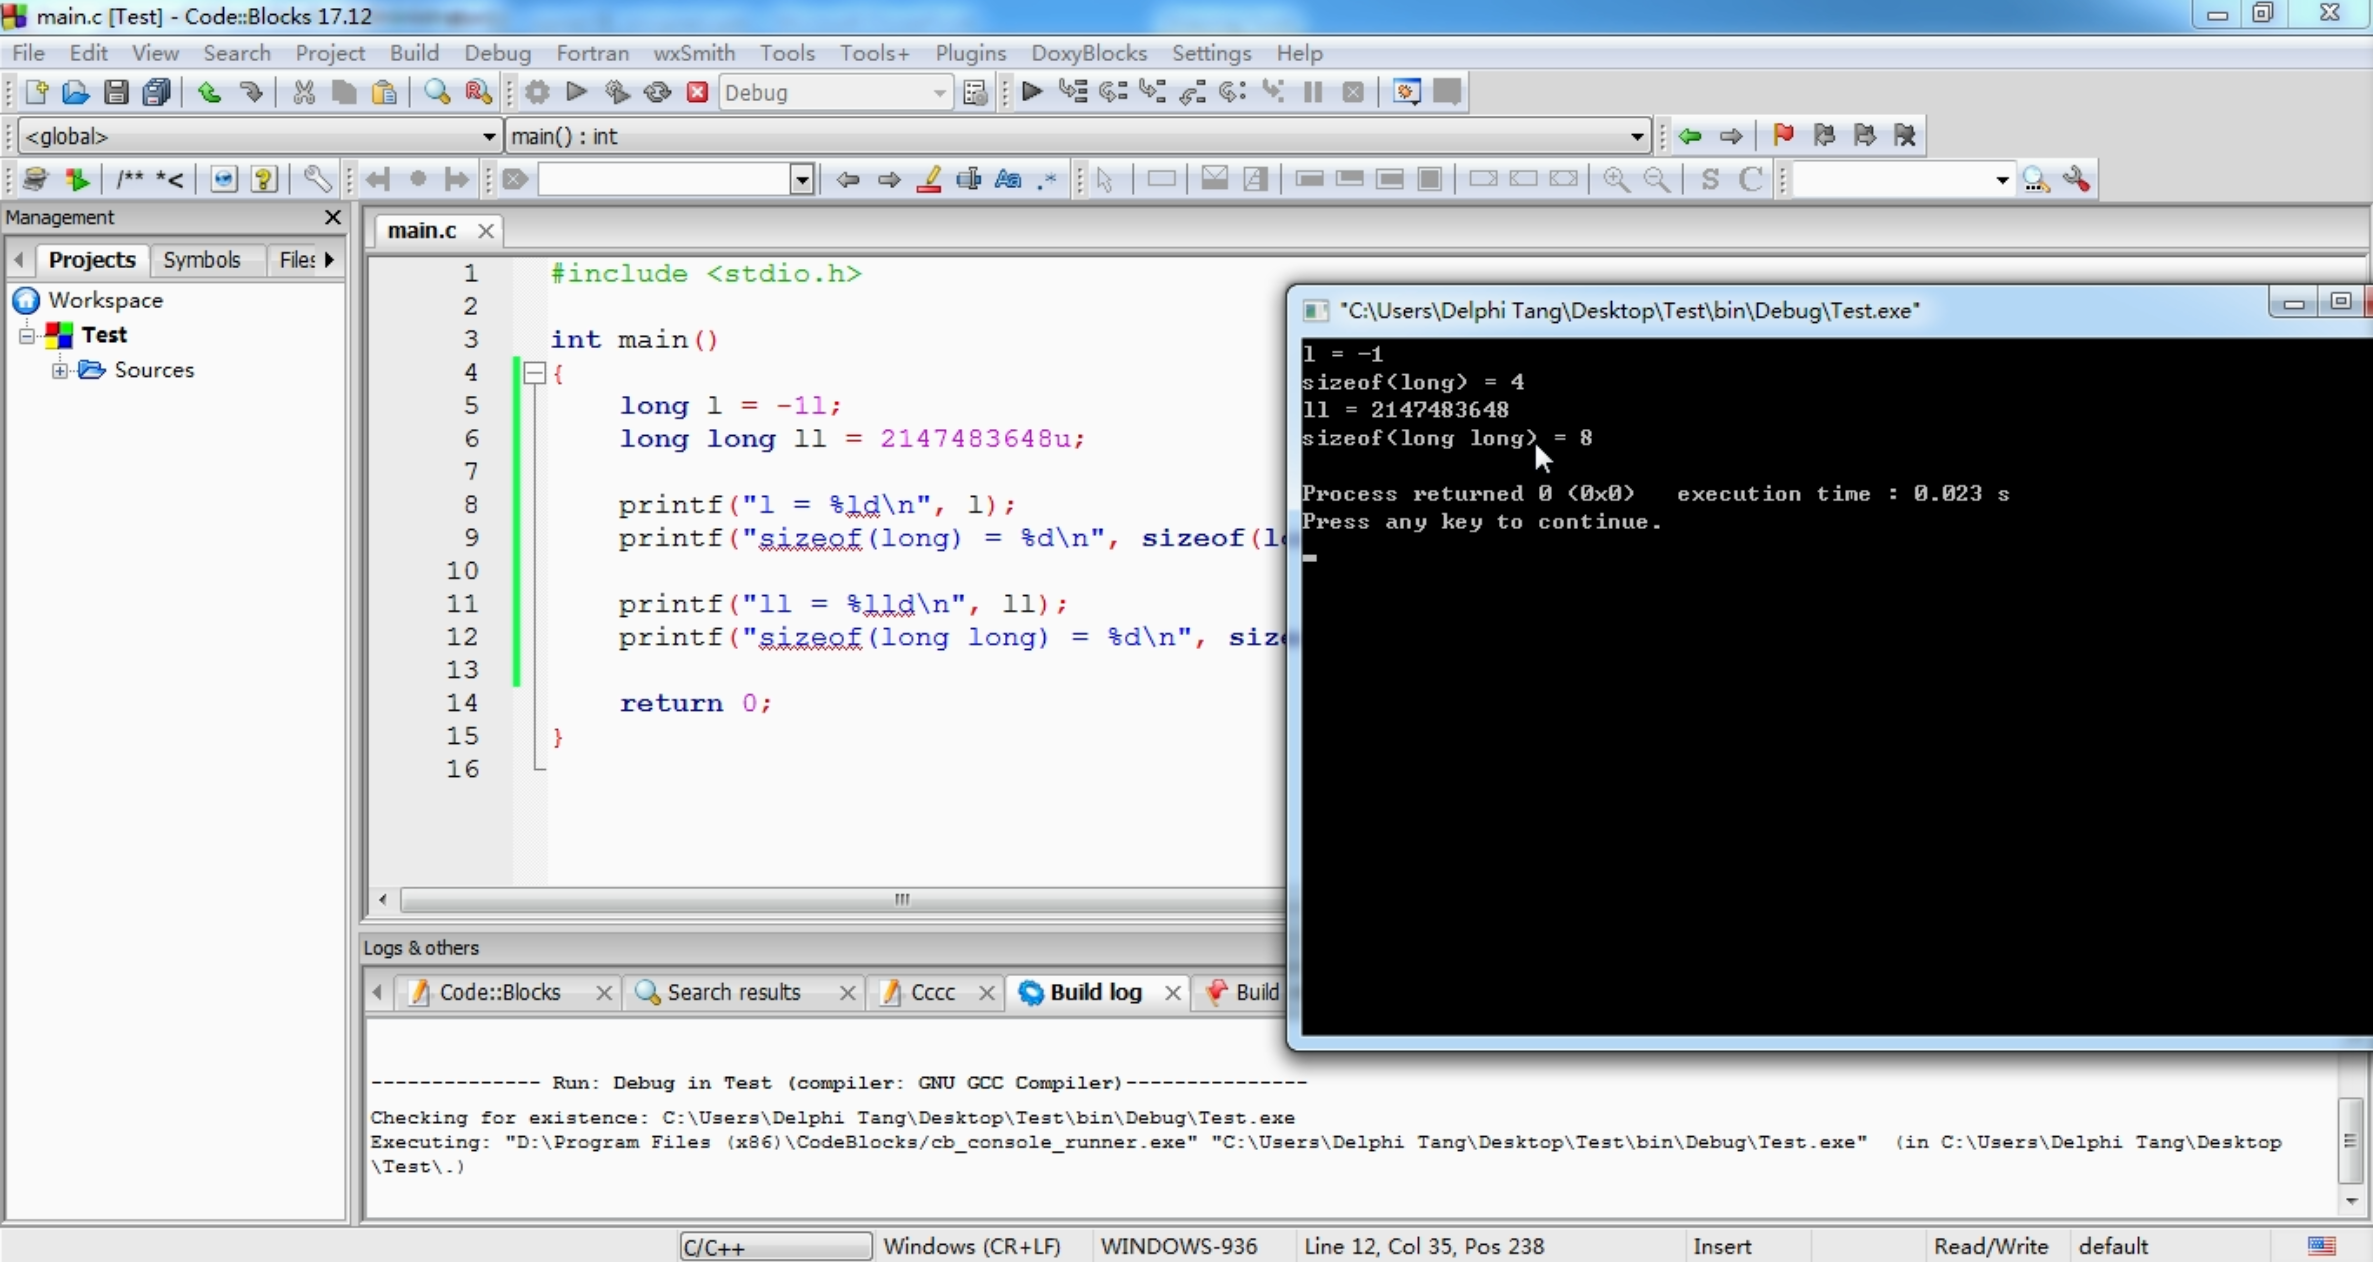 main.c [Test] - Code::Blocks 17.12
File Edit View Search Project Build Debug Fortran wxSmith Tools Tools+ Plugins DoxyBlocks Settings Help
Debug
<global> main() : int
/** *<
Aa .* S C
Management
main.c
Projects Symbols Files
Workspace
Test
Sources
1 #include <stdio.h>
2
3 int main()
4 {
5 long l = -1l;
6 long long ll = 2147483648u;
7
8 printf("l = %ld\n", l);
9 printf("sizeof(long) = %d\n", sizeof(l
10
11 printf("ll = %lld\n", ll);
12 printf("sizeof(long long) = %d\n", siz
13
14 return 0;
15 }
16
"C:\Users\Delphi Tang\Desktop\Test\bin\Debug\Test.exe"
l = -1
sizeof(long) = 4
ll = 2147483648
sizeof(long long) = 8
Process returned 0 (0x0) execution time : 0.023 s
Press any key to continue.
Logs & others
Code::Blocks Search results Cccc Build log Build
-------------- Run: Debug in Test (compiler: GNU GCC Compiler)---------------
Checking for existence: C:\Users\Delphi Tang\Desktop\Test\bin\Debug\Test.exe
Executing: "D:\Program Files (x86)\CodeBlocks/cb_console_runner.exe" "C:\Users\Delphi Tang\Desktop\Test\bin\Debug\Test.exe" (in C:\Users\Delphi Tang\Desktop
\Test\.)
C/C++ Windows (CR+LF) WINDOWS-936 Line 12, Col 35, Pos 238 Insert Read/Write default